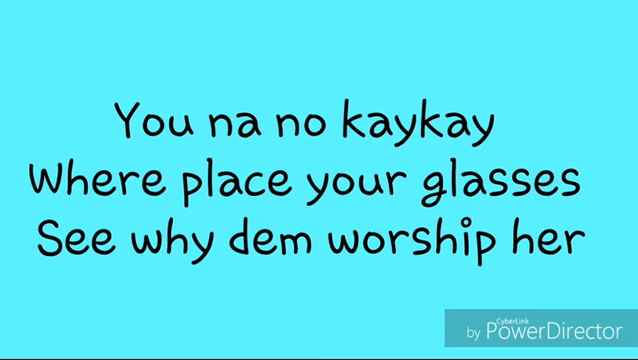 You na no kaykay
Where place your glasses
See why dem worship her
CyberLink
by PowerDirector